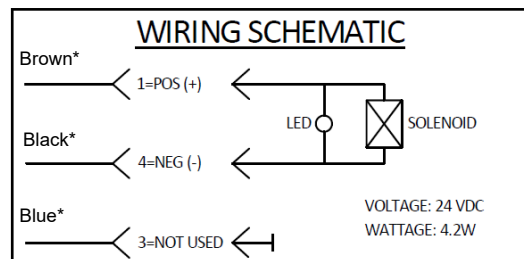 WIRING SCHEMATIC
Brown*
1=POS (+)
LED
SOLENOID
Black*
4=NEG (-)
Blue*
3=NOT USED
VOLTAGE: 24 VDC
WATTAGE: 4.2W